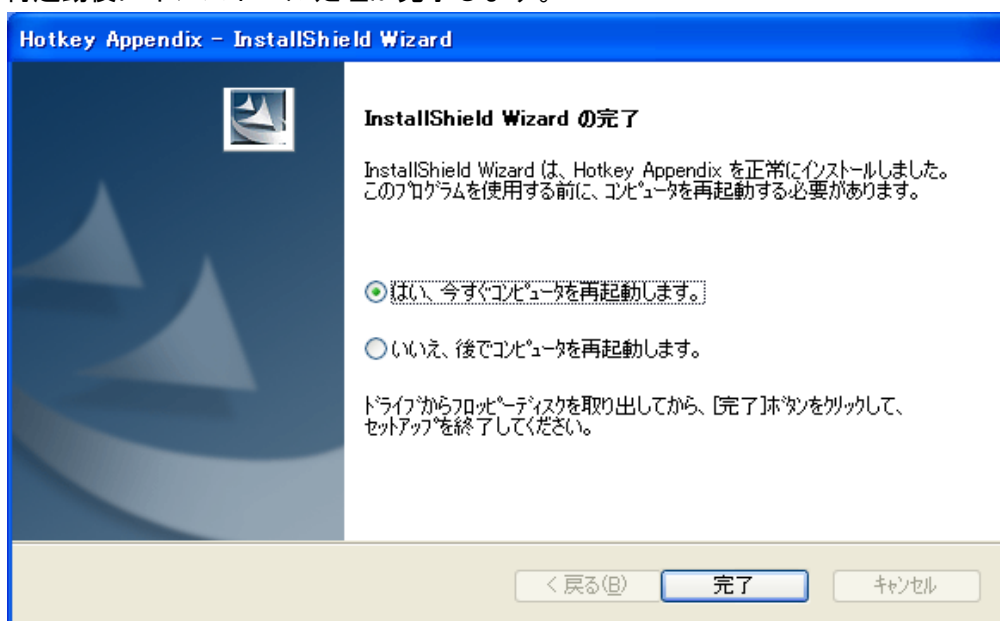 Hotkey Appendix - InstallShield Wizard
InstallShield Wizard の完了
InstallShield Wizard は、Hotkey Appendix を正常にｲﾝｽﾄｰﾙしました。
このﾌﾟﾛｸﾞﾗﾑを使用する前に、ｺﾝﾋﾟｭｰﾀを再起動する必要があります。
はい、今すぐｺﾝﾋﾟｭｰﾀを再起動します。
いいえ、後でｺﾝﾋﾟｭｰﾀを再起動します。
ﾄﾞﾗｲﾌﾞからﾌﾛｯﾋﾟｰﾃﾞｨｽｸを取り出してから、[完了]ﾎﾞﾀﾝをｸﾘｯｸして、
ｾｯﾄｱｯﾌﾟを終了してください。
< 戻る(B) 完了 ｷｬﾝｾﾙ